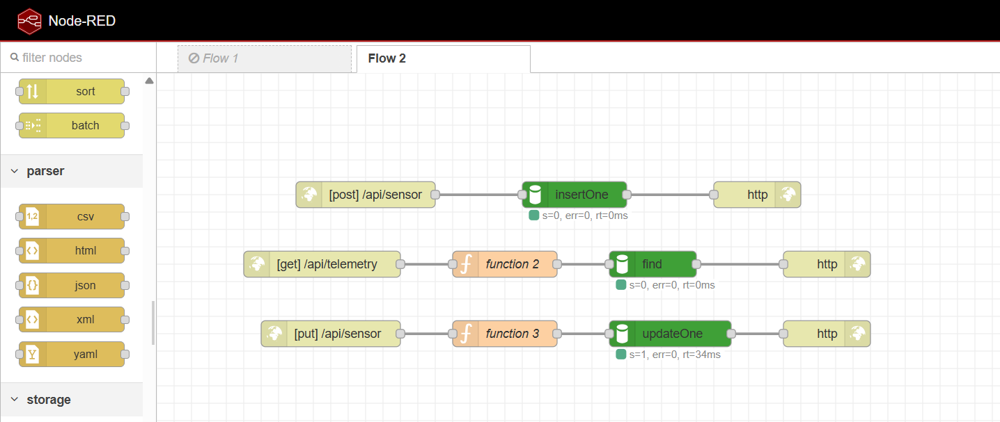 Node-RED
filter nodes
Flow 1
Flow 2
sort
batch
parser
1,2 csv
html
json
xml
Y yaml
storage
[post] /api/sensor
insertOne
http
s=0, err=0, rt=0ms
[get] /api/telemetry
function 2
find
http
s=0, err=0, rt=0ms
[put] /api/sensor
function 3
updateOne
http
s=1, err=0, rt=34ms